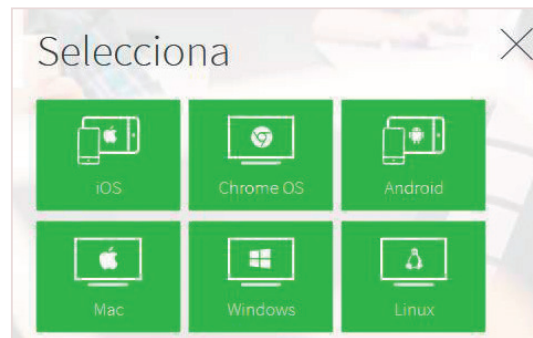 Selecciona
iOS
Chrome OS
Android
Mac
Windows
Linux